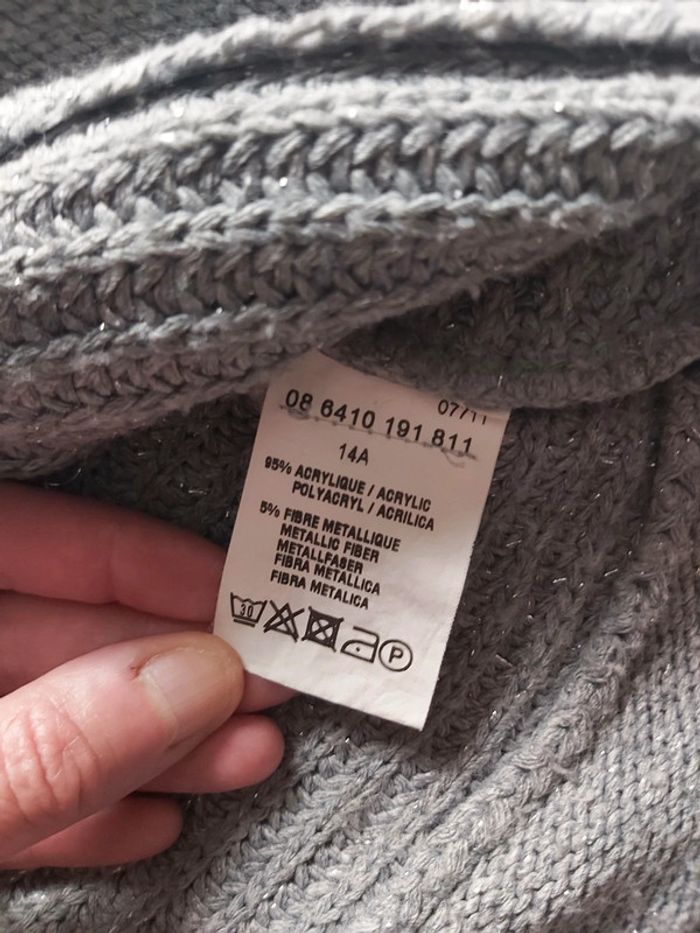 07/11
08 6410 191 811
14A
95% ACRYLIQUE / ACRYLIC
POLYACRYL / ACRILICA
5% FIBRE METALLIQUE
METALLIC FIBER
METALLFASER
FIBRA METALLICA
FIBRA METALICA
30 P